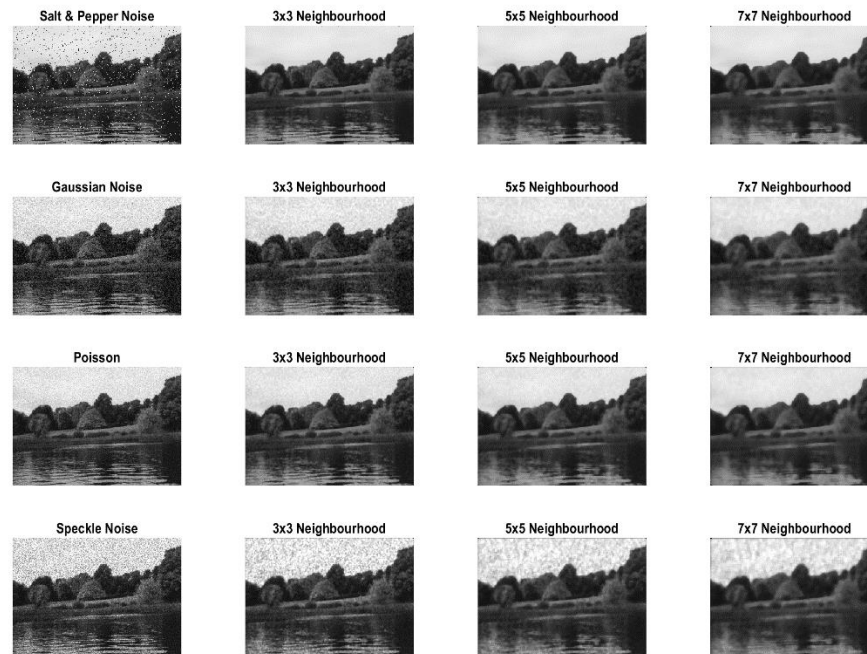 Salt & Pepper Noise
3x3 Neighbourhood
5x5 Neighbourhood
7x7 Neighbourhood
Gaussian Noise
3x3 Neighbourhood
5x5 Neighbourhood
7x7 Neighbourhood
Poisson
3x3 Neighbourhood
5x5 Neighbourhood
7x7 Neighbourhood
Speckle Noise
3x3 Neighbourhood
5x5 Neighbourhood
7x7 Neighbourhood